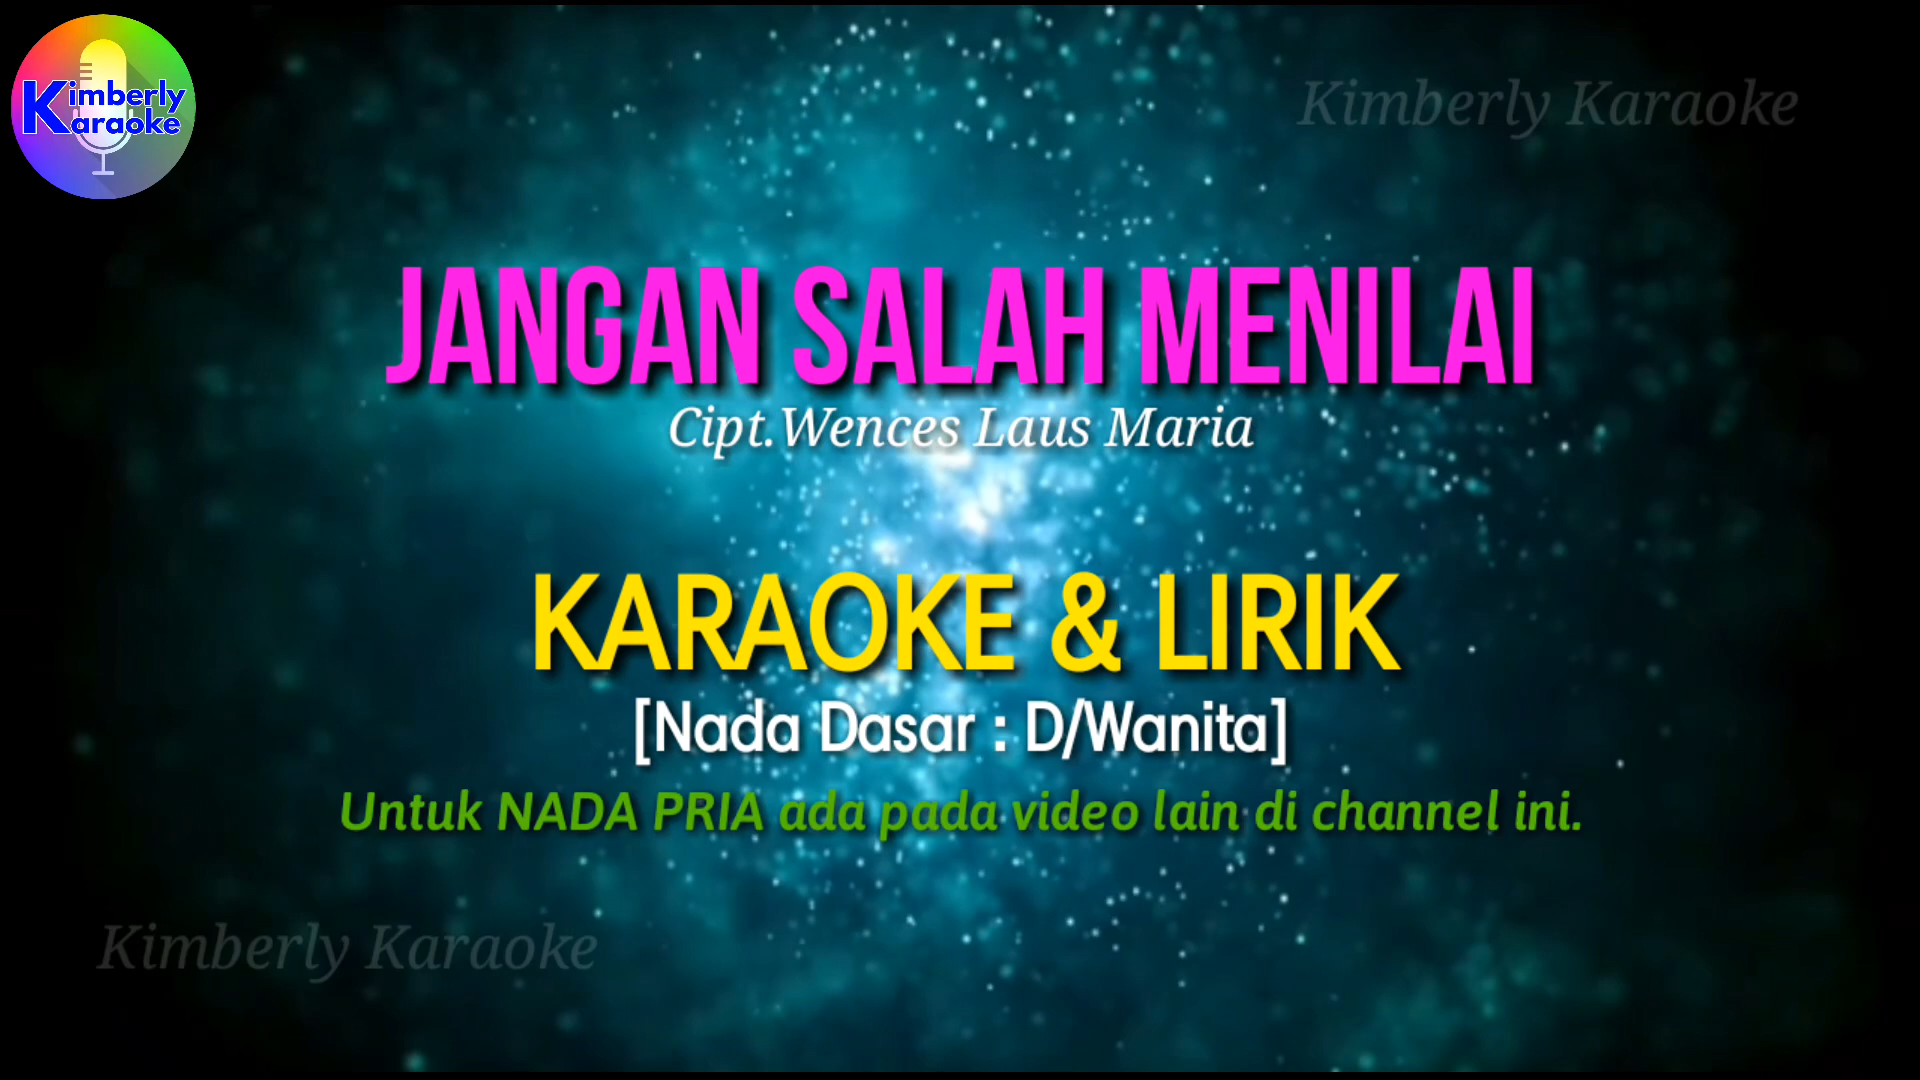 Kimberly
Karaoke
Kimberly Karaoke
JANGAN SALAH MENILAI
Cipt.Wences Laus Maria
KARAOKE & LIRIK
[Nada Dasar : D/Wanita]
Untuk NADA PRIA ada pada video lain di channel ini.
Kimberly Karaoke